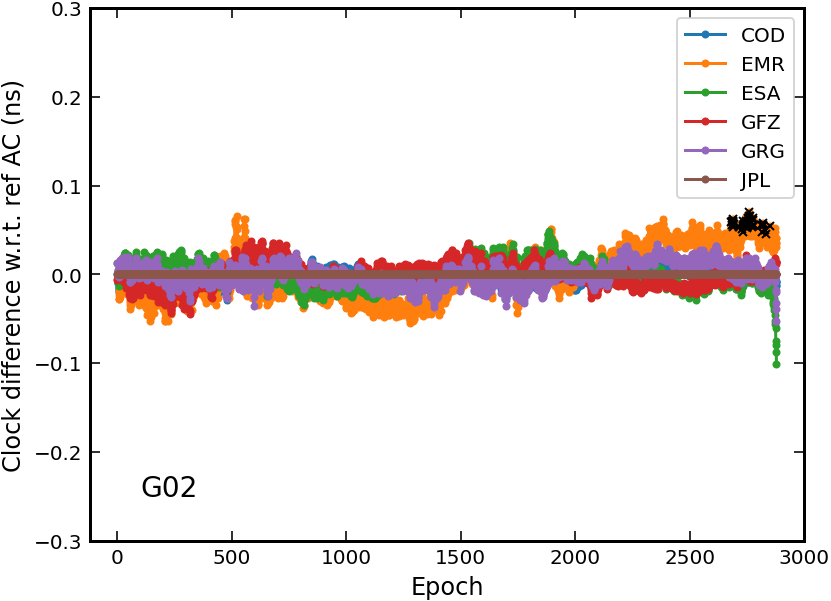 Clock difference w.r.t. ref AC (ns)
0.3
0.2
0.1
0.0
−0.1
−0.2
−0.3
COD
EMR
ESA
GFZ
GRG
JPL
G02
0
500
1000
1500
2000
2500
3000
Epoch